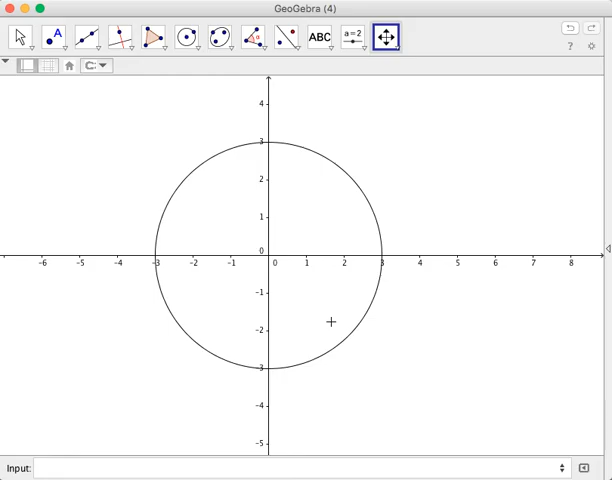 GeoGebra (4)
A
α
ABC
a=2
?
4
3
2
1
0
-6 -5 -4 -3 -2 -1 0 1 2 3 4 5 6 7 8
-1
-2
-3
-4
-5
Input: